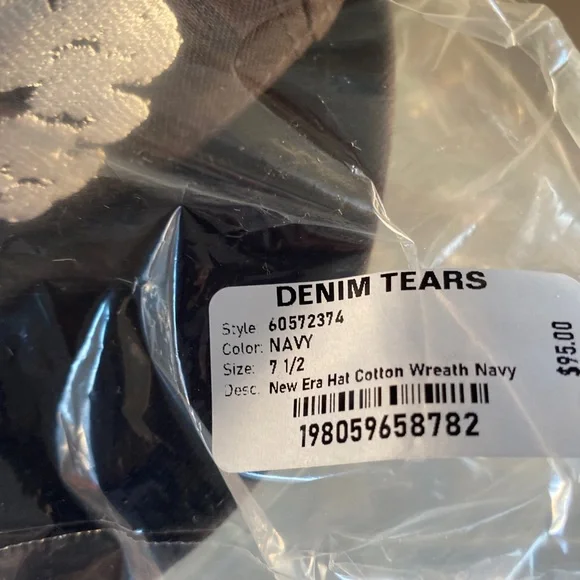 DENIM TEARS
Style 60572374
Color: NAVY
Size: 7 1/2
Desc: New Era Hat Cotton Wreath Navy
198059658782
$95.00